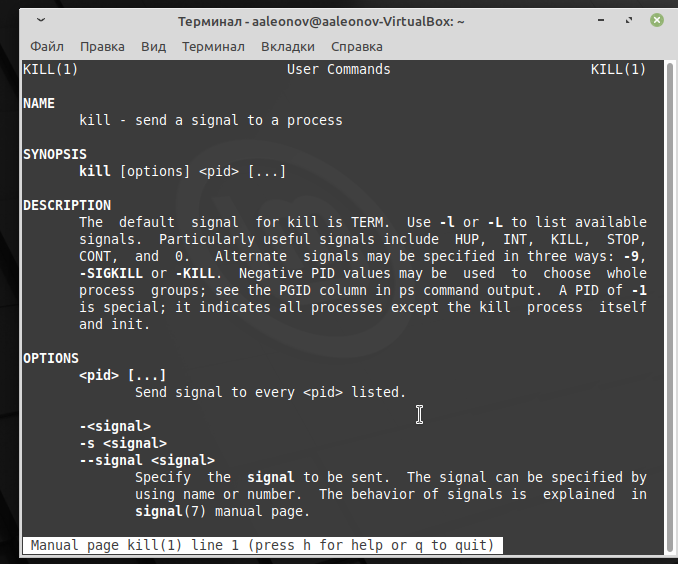 Терминал - aaleonov@aaleonov-VirtualBox: ~
Файл Правка Вид Терминал Вкладки Справка
KILL(1) User Commands KILL(1)
NAME
kill - send a signal to a process
SYNOPSIS
kill [options] <pid> [...]
DESCRIPTION
The default signal for kill is TERM. Use -l or -L to list available
signals. Particularly useful signals include HUP, INT, KILL, STOP,
CONT, and 0. Alternate signals may be specified in three ways: -9,
-SIGKILL or -KILL. Negative PID values may be used to choose whole
process groups; see the PGID column in ps command output. A PID of -1
is special; it indicates all processes except the kill process itself
and init.
OPTIONS
<pid> [...]
Send signal to every <pid> listed.
-<signal>
-s <signal>
--signal <signal>
Specify the signal to be sent. The signal can be specified by
using name or number. The behavior of signals is explained in
signal(7) manual page.
Manual page kill(1) line 1 (press h for help or q to quit)